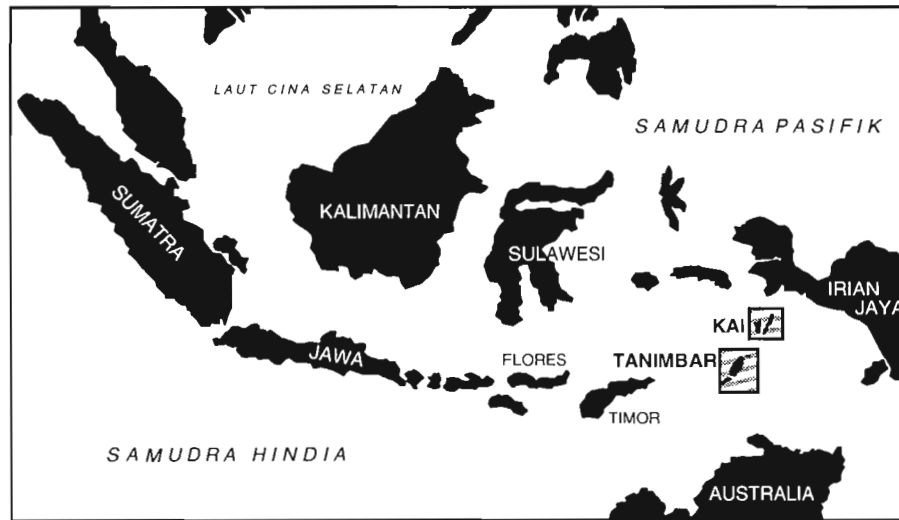 LAUT CINA SELATAN
SAMUDRA PASIFIK
SUMATRA
KALIMANTAN
SULAWESI
IRIAN
JAYA
KAI
JAWA
FLORES
TANIMBAR
TIMOR
SAMUDRA HINDIA
AUSTRALIA